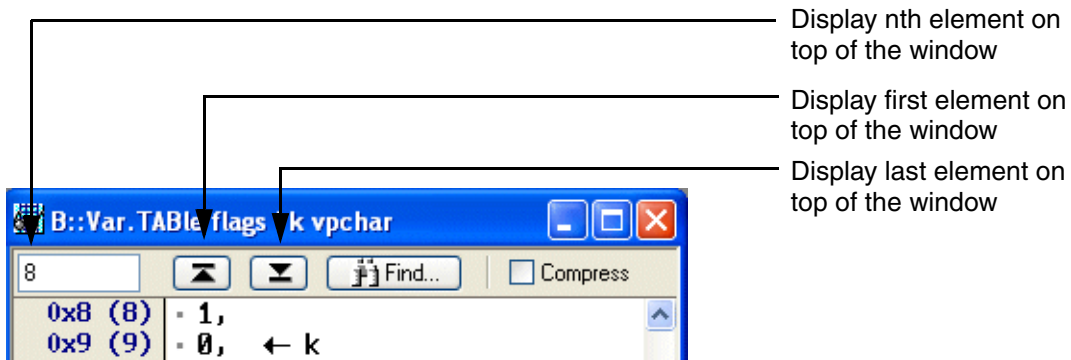 Display nth element on
top of the window
Display first element on
top of the window
Display last element on
top of the window
B::Var.TABle flags k vpchar
8 Find... Compress
0x8 (8) 1,
0x9 (9) 0, ← k